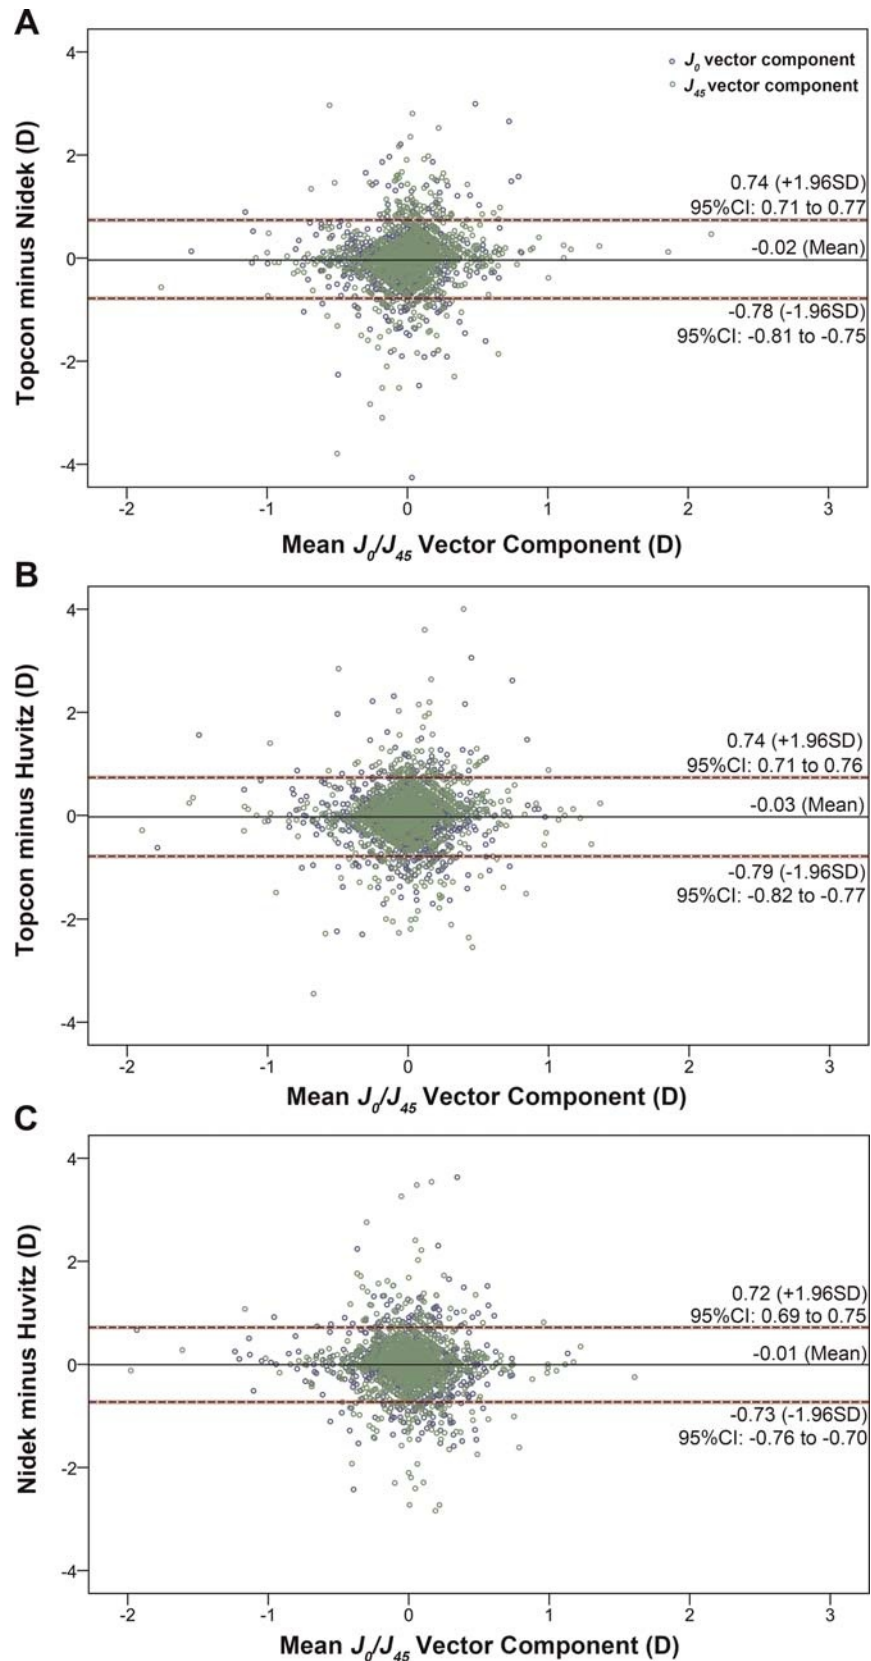 A
Topcon minus Nidek (D)
4
2
0
-2
-4
J0 vector component
J45 vector component
0.74 (+1.96SD)
95%CI: 0.71 to 0.77
-0.02 (Mean)
-0.78 (-1.96SD)
95%CI: -0.81 to -0.75
-2 -1 0 1 2 3
Mean J0/J45 Vector Component (D)
B
Topcon minus Huvitz (D)
4
2
0
-2
-4
0.74 (+1.96SD)
95%CI: 0.71 to 0.76
-0.03 (Mean)
-0.79 (-1.96SD)
95%CI: -0.82 to -0.77
-2 -1 0 1 2 3
Mean J0/J45 Vector Component (D)
C
Nidek minus Huvitz (D)
4
2
0
-2
-4
0.72 (+1.96SD)
95%CI: 0.69 to 0.75
-0.01 (Mean)
-0.73 (-1.96SD)
95%CI: -0.76 to -0.70
-2 -1 0 1 2 3
Mean J0/J45 Vector Component (D)